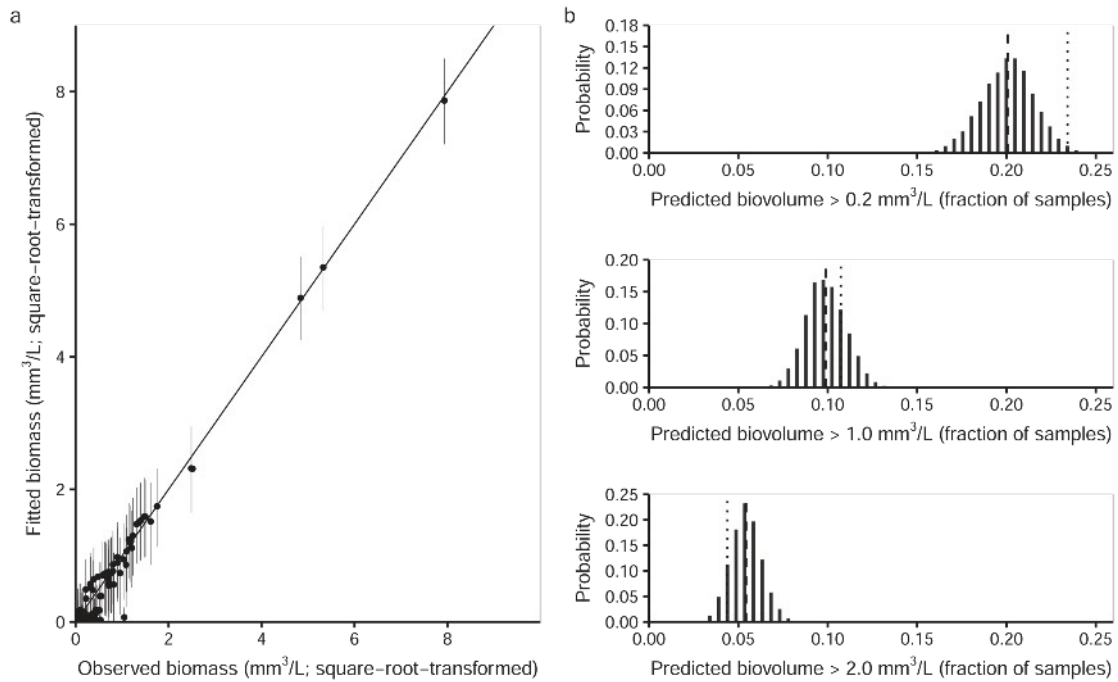 a
Fitted biomass (mm³/L; square–root–transformed)
8
6
4
2
0
0 2 4 6 8
Observed biomass (mm³/L; square–root–transformed)
b
Probability
0.18
0.15
0.12
0.09
0.06
0.03
0.00
0.00 0.05 0.10 0.15 0.20 0.25
Predicted biovolume > 0.2 mm³/L (fraction of samples)
Probability
0.20
0.15
0.10
0.05
0.00
0.00 0.05 0.10 0.15 0.20 0.25
Predicted biovolume > 1.0 mm³/L (fraction of samples)
Probability
0.25
0.20
0.15
0.10
0.05
0.00
0.00 0.05 0.10 0.15 0.20 0.25
Predicted biovolume > 2.0 mm³/L (fraction of samples)